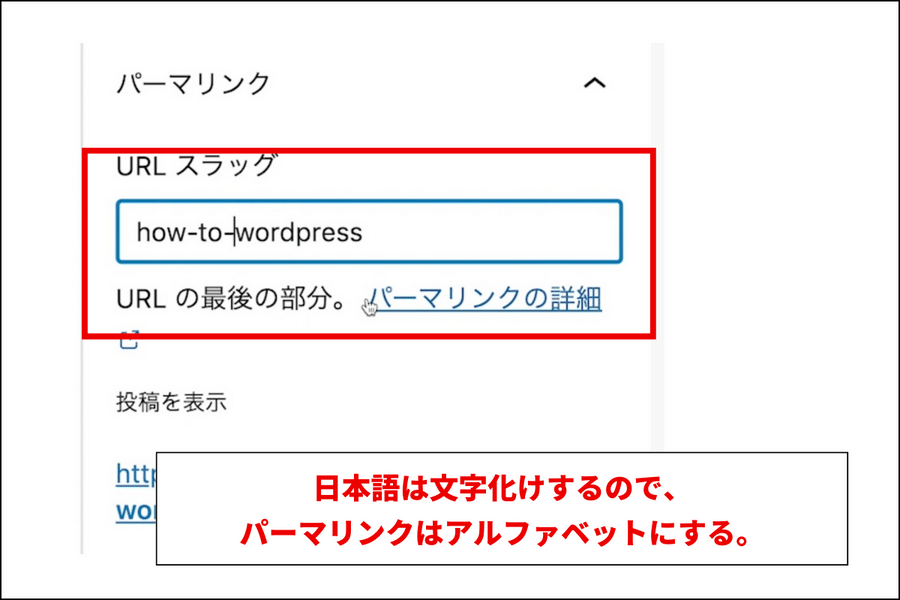 パーマリンク
URL スラッグ
how-to-wordpress
URL の最後の部分。 パーマリンクの詳細
投稿を表示
日本語は文字化けするので、
パーマリンクはアルファベットにする。